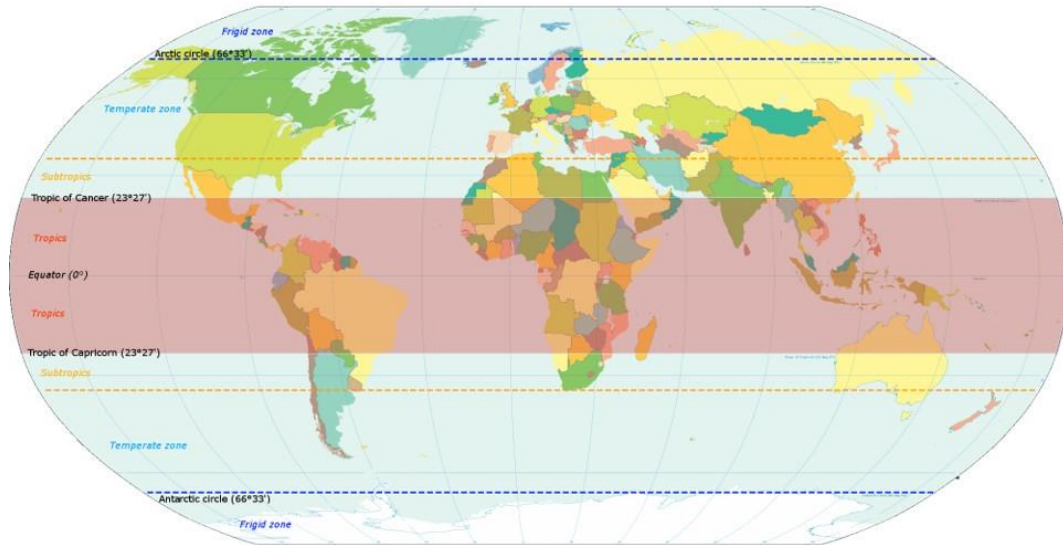 Frigid zone
Arctic circle (66°33')
Temperate zone
Subtropics
Tropic of Cancer (23°27')
Tropics
Equator (0°)
Tropics
Tropic of Capricorn (23°27')
Subtropics
Temperate zone
Antarctic circle (66°33')
Frigid zone